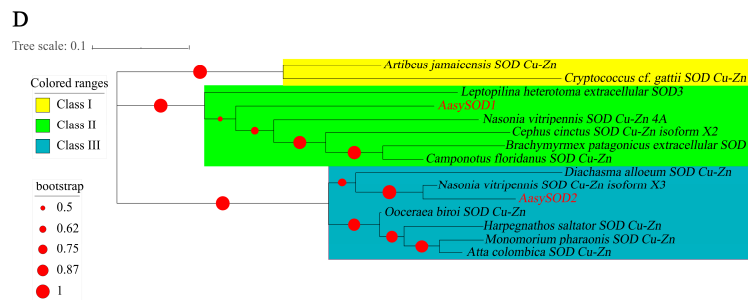 D
Tree scale: 0.1
Colored ranges
Class I
Class II
Class III
bootstrap
0.5
0.62
0.75
0.87
1
Artibeus jamaicensis SOD Cu-Zn
Cryptococcus cf. gattii SOD Cu-Zn
Leptopilina heterotoma extracellular SOD3
AasySOD1
Nasonia vitripennis SOD Cu-Zn 4A
Cephus cinctus SOD Cu-Zn isoform X2
Brachymyrmex patagonicus extracellular SOD
Camponotus floridanus SOD Cu-Zn
Diachasma alloeum SOD Cu-Zn
Nasonia vitripennis SOD Cu-Zn isoform X3
AasySOD2
Ooceraea biroi SOD Cu-Zn
Harpegnathos saltator SOD Cu-Zn
Monomorium pharaonis SOD Cu-Zn
Atta colombica SOD Cu-Zn